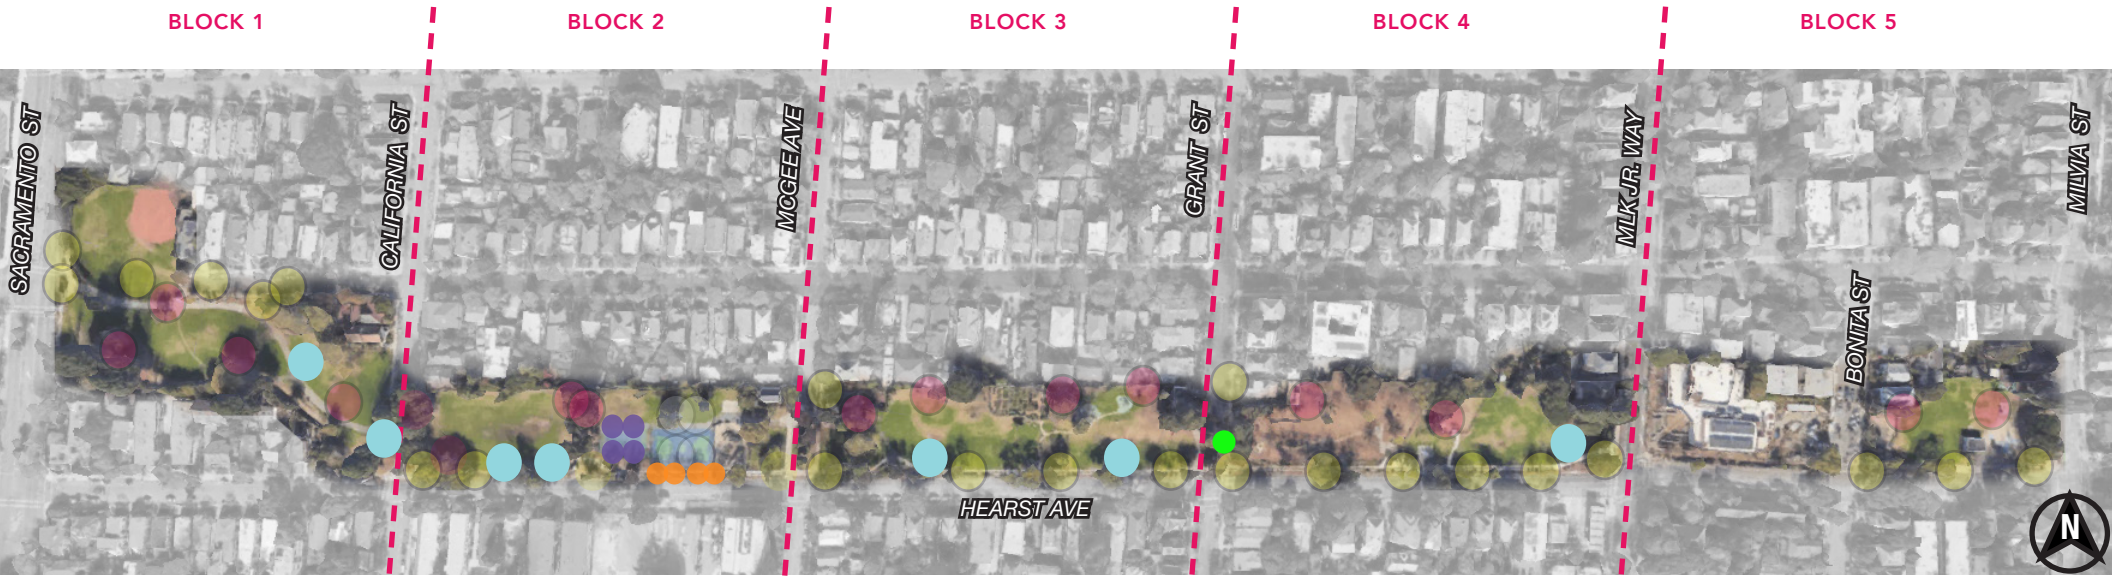 BLOCK 1
BLOCK 2
BLOCK 3
BLOCK 4
BLOCK 5
SACRAMENTO ST
CALIFORNIA ST
MCGEE AVE
GRANT ST
MLK JR. WAY
MILVIA ST
BONITA ST
HEARST AVE
N